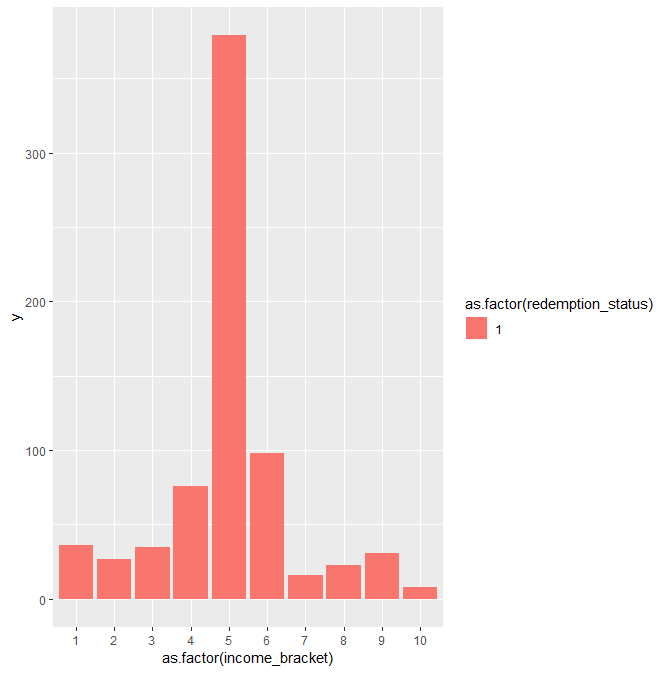 300
200
100
0
y
1 2 3 4 5 6 7 8 9 10
as.factor(income_bracket)
as.factor(redemption_status)
1